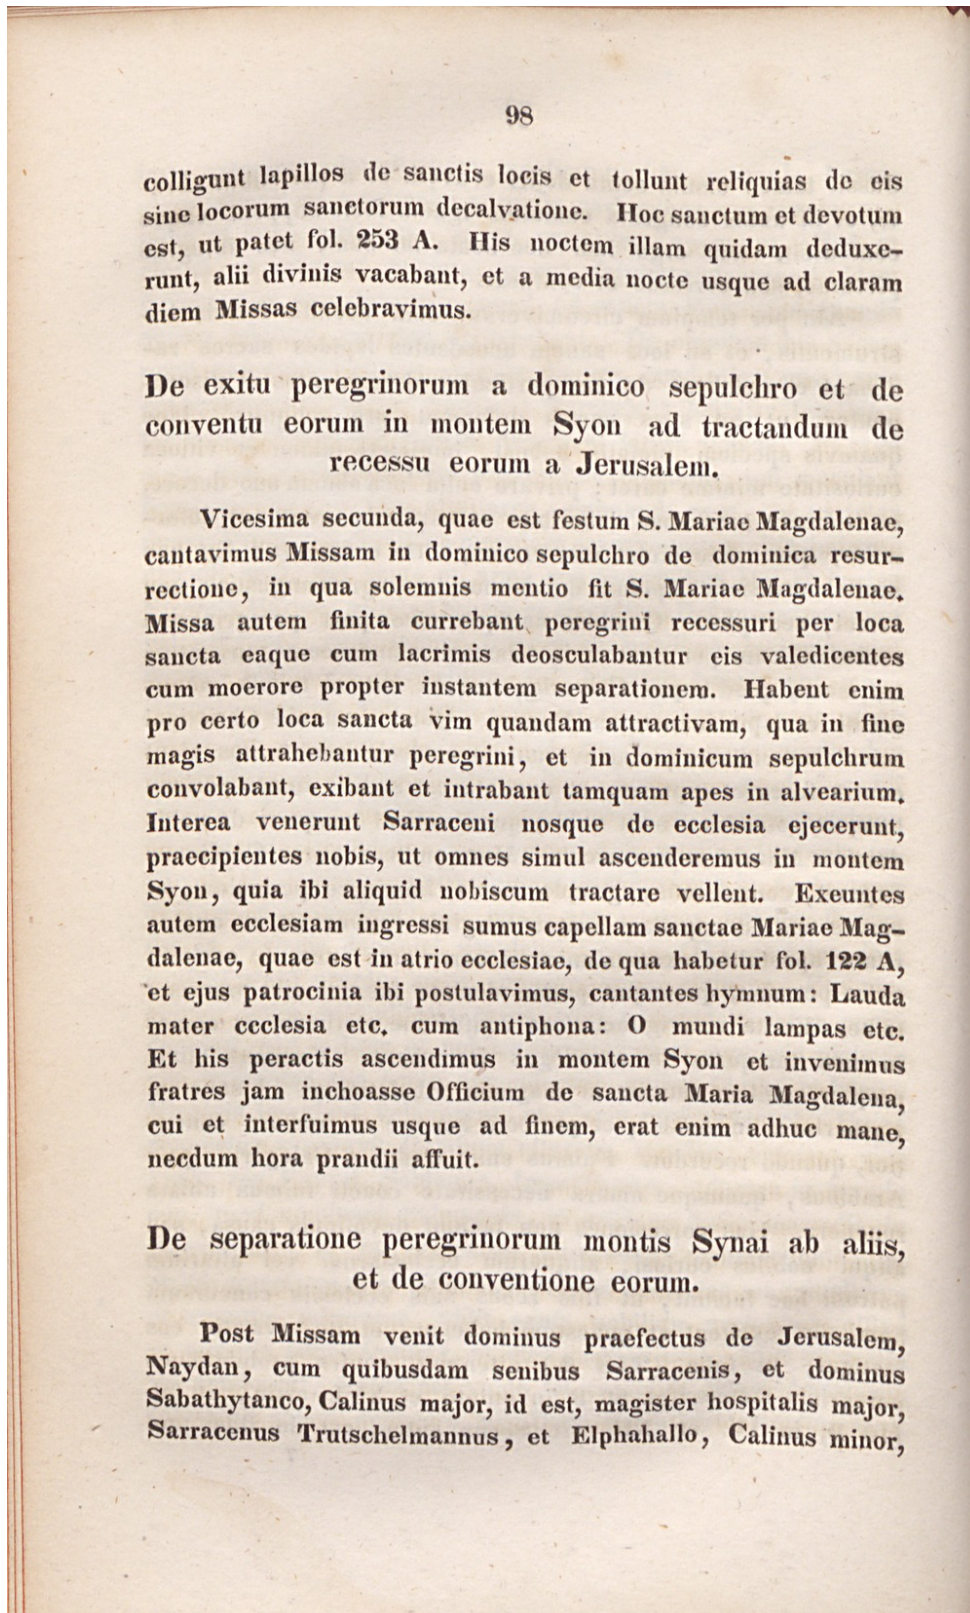 98
colligunt lapillos de sanctis locis et tollunt reliquias de eis
sine locorum sanctorum decalvatione. Hoc sanctum et devotum
est, ut patet fol. 253 A. His noctem illam quidam deduxe-
runt, alii divinis vacabant, et a media nocte usque ad claram
diem Missas celebravimus.
De exitu peregrinorum a dominico sepulchro et de
conventu eorum in montem Syon ad tractandum de
recessu eorum a Jerusalem.
Vicesima secunda, quae est festum S. Mariae Magdalenae,
cantavimus Missam in dominico sepulchro de dominica resur-
rectione, in qua solemnis mentio fit S. Mariae Magdalenae.
Missa autem finita currebant peregrini recessuri per loca
sancta eaque cum lacrimis deosculabantur eis valedicentes
cum moerore propter instantem separationem. Habent enim
pro certo loca sancta vim quandam attractivam, qua in fine
magis attrahebantur peregrini, et in dominicum sepulchrum
convolabant, exibant et intrabant tamquam apes in alvearium.
Interea venerunt Sarraceni nosque de ecclesia ejecerunt,
praecipientes nobis, ut omnes simul ascenderemus in montem
Syon, quia ibi aliquid nobiscum tractare vellent. Exeuntes
autem ecclesiam ingressi sumus capellam sanctae Mariae Mag-
dalenae, quae est in atrio ecclesiae, de qua habetur fol. 122 A,
et ejus patrocinia ibi postulavimus, cantantes hymnum: Lauda
mater ecclesia etc. cum antiphona: O mundi lampas etc.
Et his peractis ascendimus in montem Syon et invenimus
fratres jam inchoasse Officium de sancta Maria Magdalena,
cui et interfuimus usque ad finem, erat enim adhuc mane,
necdum hora prandii affuit.
De separatione peregrinorum montis Synai ab aliis,
et de conventione eorum.
Post Missam venit dominus praefectus de Jerusalem,
Naydan, cum quibusdam senibus Sarracenis, et dominus
Sabathytanco, Calinus major, id est, magister hospitalis major,
Sarracenus Trutschelmannus, et Elphahallo, Calinus minor,